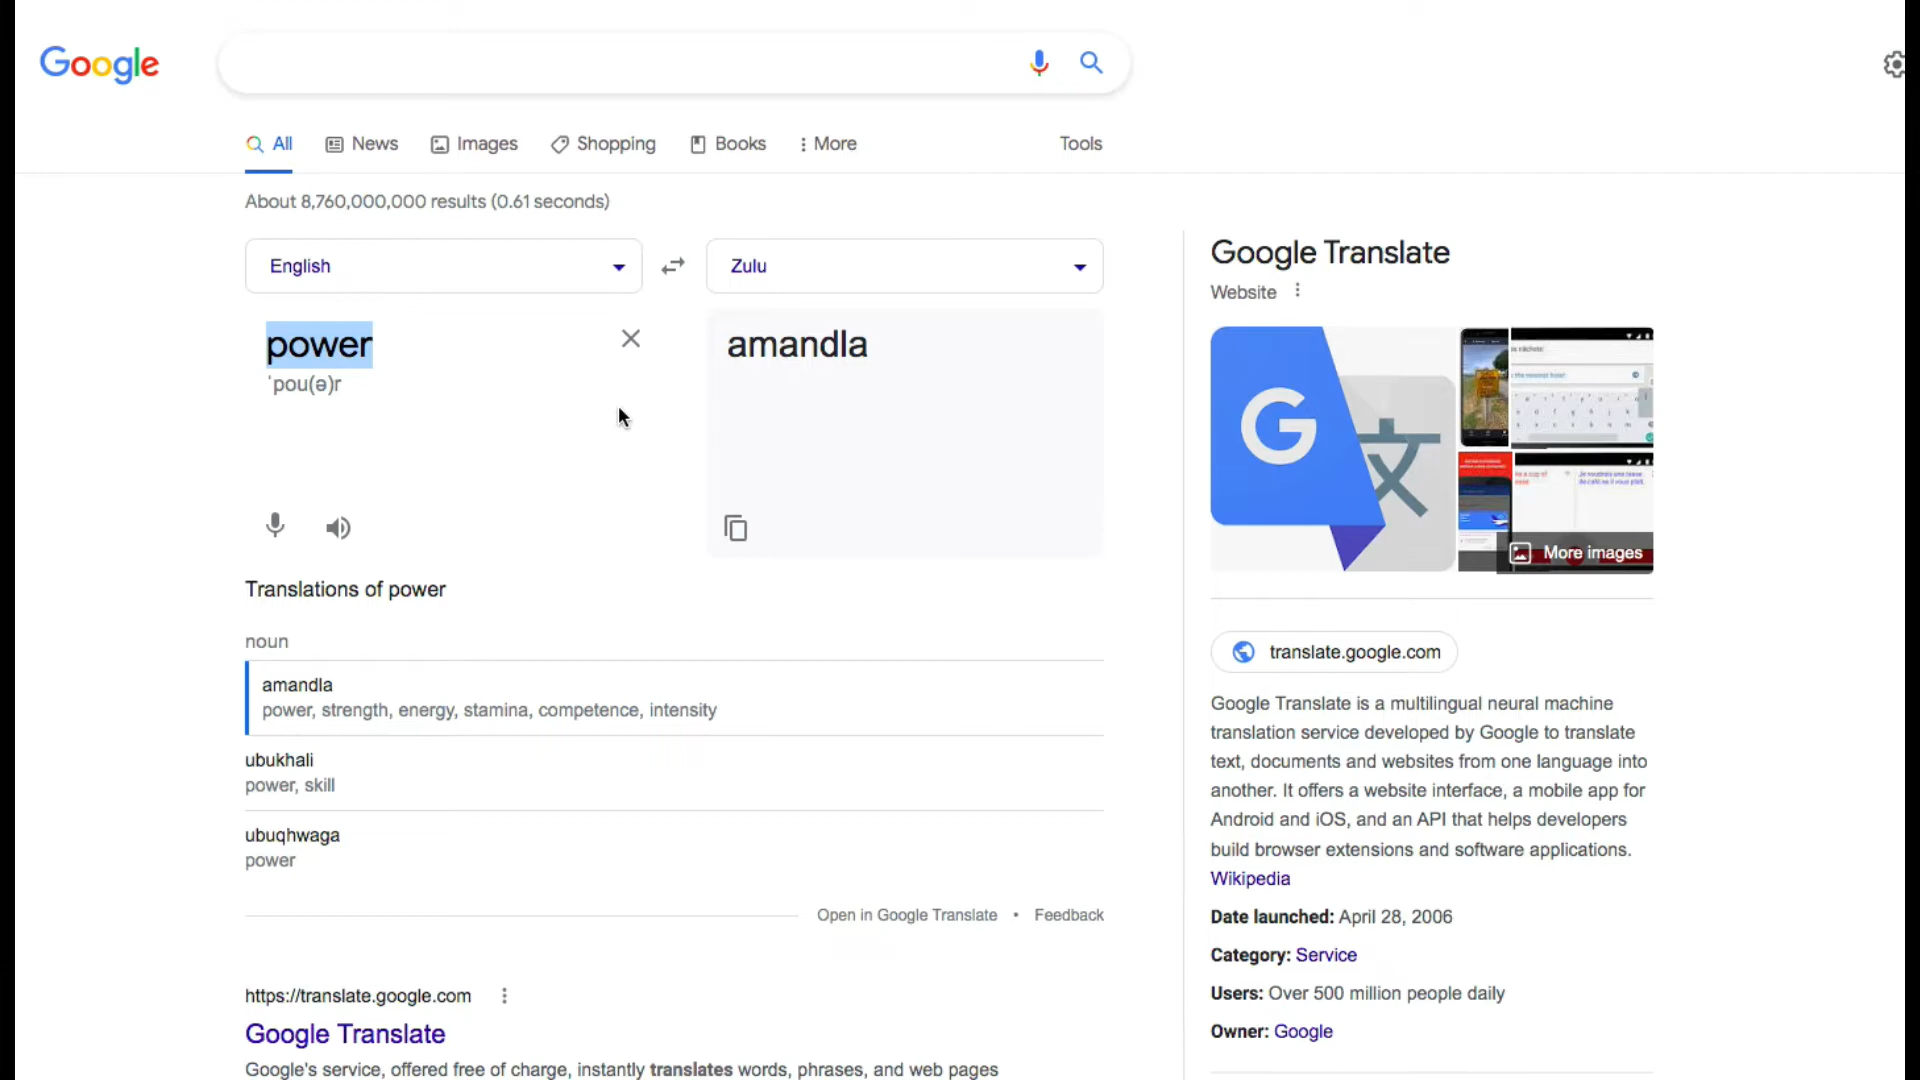 Google
All
News
Images
Shopping
Books
More
Tools
About 8,760,000,000 results (0.61 seconds)
English
Zulu
power
ˈpou(ə)r
amandla
Translations of power
noun
amandla
power, strength, energy, stamina, competence, intensity
ubukhali
power, skill
ubuqhwaga
power
Open in Google Translate • Feedback
https://translate.google.com
Google Translate
Google's service, offered free of charge, instantly translates words, phrases, and web pages
Google Translate
Website
G
文
More images
translate.google.com
Google Translate is a multilingual neural machine
translation service developed by Google to translate
text, documents and websites from one language into
another. It offers a website interface, a mobile app for
Android and iOS, and an API that helps developers
build browser extensions and software applications.
Wikipedia
Date launched: April 28, 2006
Category: Service
Users: Over 500 million people daily
Owner: Google